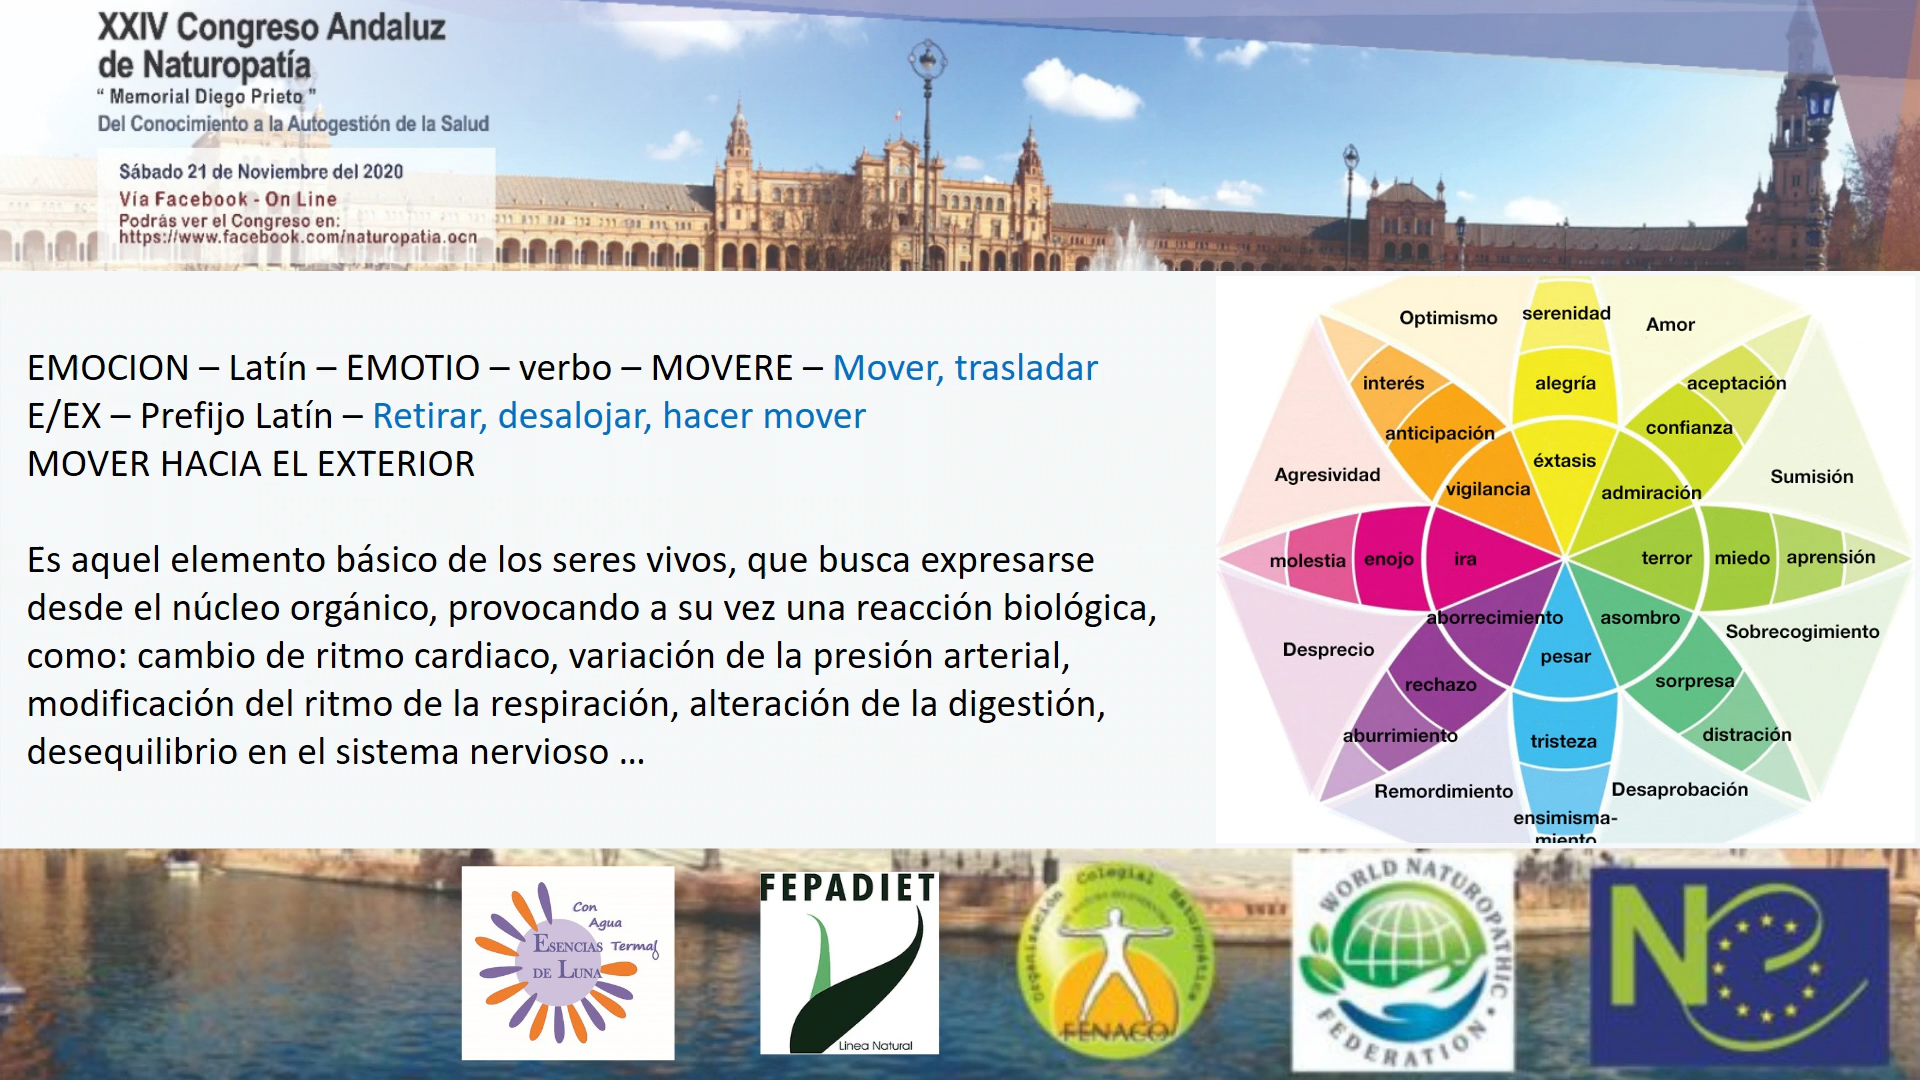 XXIV Congreso Andaluz
de Naturopatía
“ Memorial Diego Prieto ”
Del Conocimiento a la Autogestión de la Salud
Sábado 21 de Noviembre del 2020
Vía Facebook - On Line
Podrás ver el Congreso en:
https://www.facebook.com/naturopatia.ocn
EMOCION – Latín – EMOTIO – verbo – MOVERE – Mover, trasladar
E/EX – Prefijo Latín – Retirar, desalojar, hacer mover
MOVER HACIA EL EXTERIOR
Es aquel elemento básico de los seres vivos, que busca expresarse
desde el núcleo orgánico, provocando a su vez una reacción biológica,
como: cambio de ritmo cardiaco, variación de la presión arterial,
modificación del ritmo de la respiración, alteración de la digestión,
desequilibrio en el sistema nervioso ...
Optimismo
serenidad
Amor
interés
alegría
aceptación
anticipación
confianza
éxtasis
Agresividad
vigilancia
admiración
Sumisión
molestia
enojo
ira
terror
miedo
aprensión
aborrecimiento
asombro
Sobrecogimiento
Desprecio
pesar
rechazo
sorpresa
aburrimiento
tristeza
distración
Remordimiento
Desaprobación
ensimisma-
miento
Con
Agua
Termal
ESENCIAS
DE LUNA
FEPADIET
Linea Natural
Organización Colegial Naturopática
FENACO
WORLD NATUROPATHIC
FEDERATION
Ne